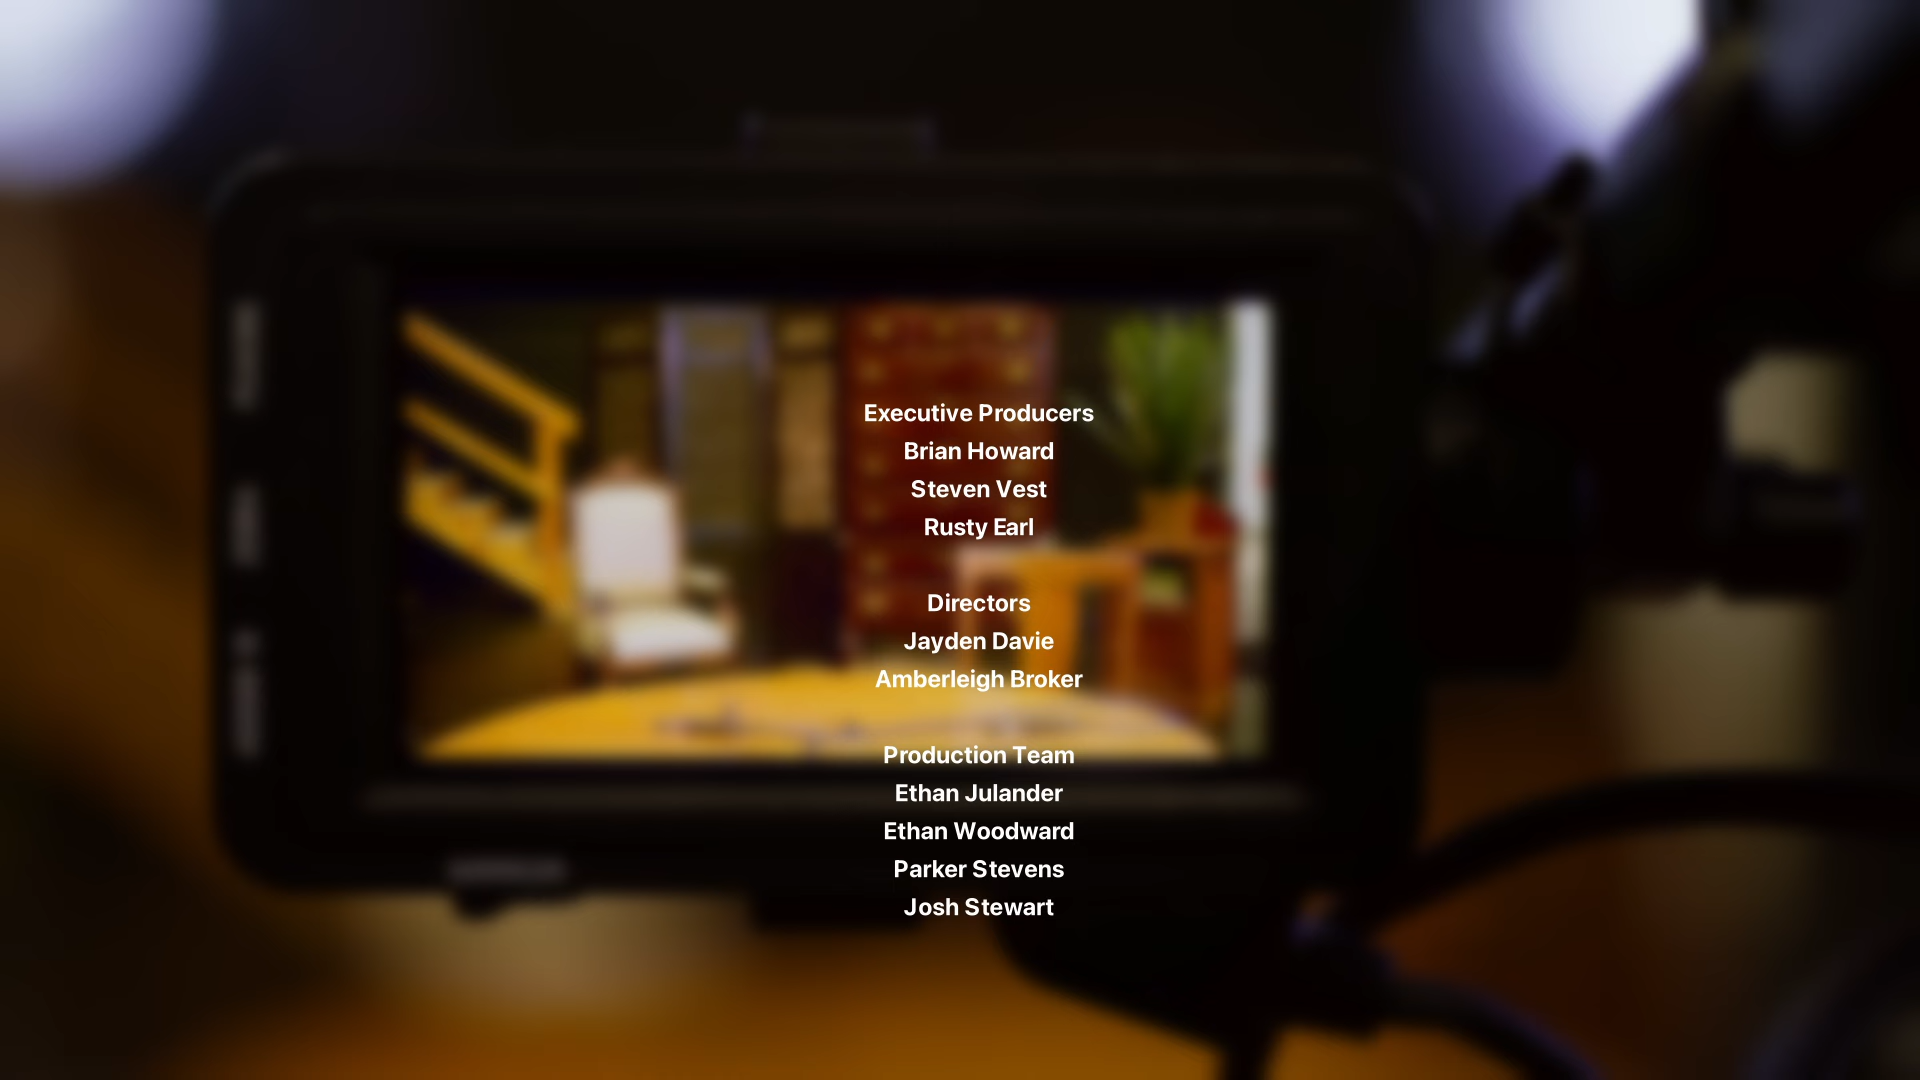 Executive Producers
Brian Howard
Steven Vest
Rusty Earl
Directors
Jayden Davie
Amberleigh Broker
Production Team
Ethan Julander
Ethan Woodward
Parker Stevens
Josh Stewart